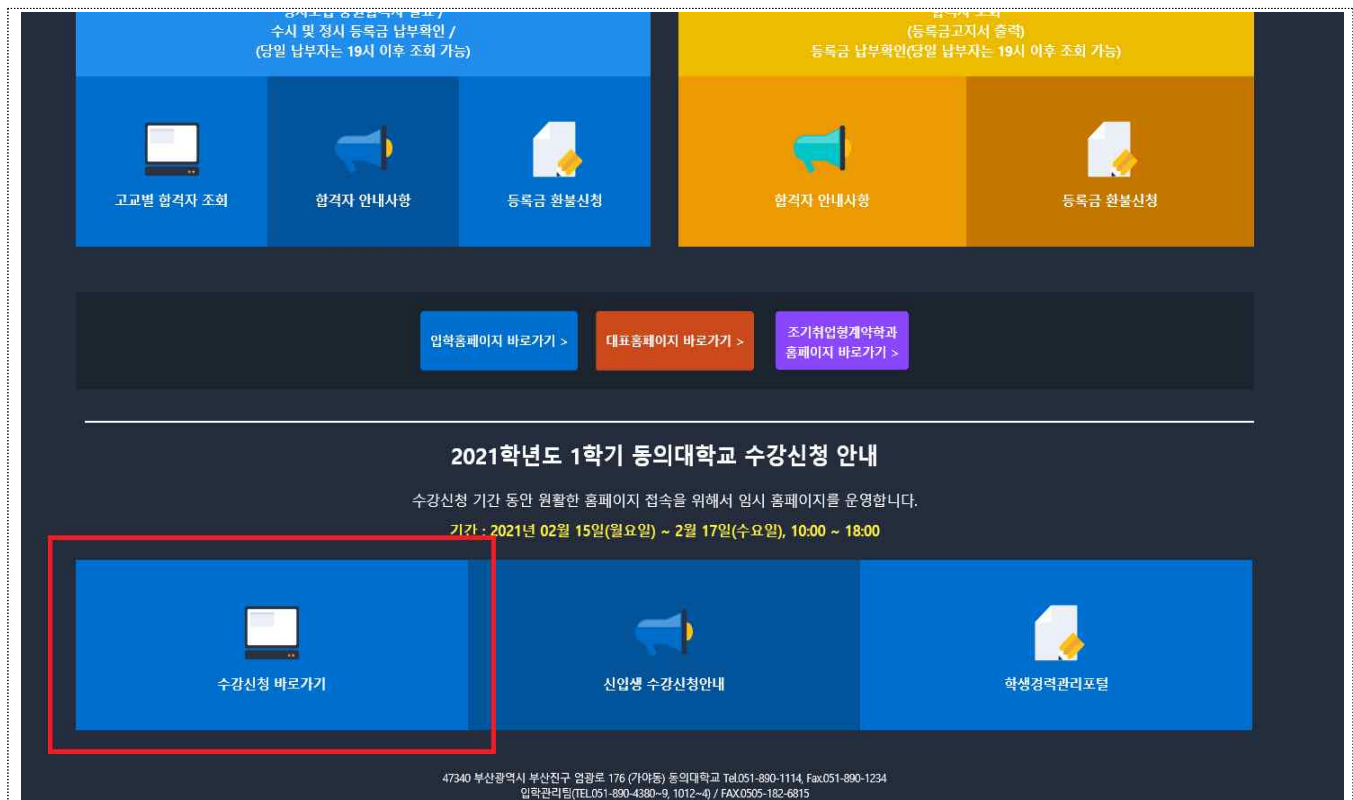 수시 및 정시 등록금 납부확인 /
(당일 납부자는 19시 이후 조회 가능)
(등록금고지서 출력)
등록금 납부확인(당일 납부자는 19시 이후 조회 가능)
고교별 합격자 조회
합격자 안내사항
등록금 환불신청
합격자 안내사항
등록금 환불신청
입학홈페이지 바로가기 >
대표홈페이지 바로가기 >
조기취업형계약학과
홈페이지 바로가기 >
2021학년도 1학기 동의대학교 수강신청 안내
수강신청 기간 동안 원활한 홈페이지 접속을 위해서 임시 홈페이지를 운영합니다.
기간 : 2021년 02월 15일(월요일) ~ 2월 17일(수요일), 10:00 ~ 18:00
수강신청 바로가기
신입생 수강신청안내
학생경력관리포털
47340 부산광역시 부산진구 엄광로 176 (가야동) 동의대학교 Tel.051-890-1114, Fax.051-890-1234
입학관리팀(TEL.051-890-4380~9, 1012~4) / FAX.0505-182-6815